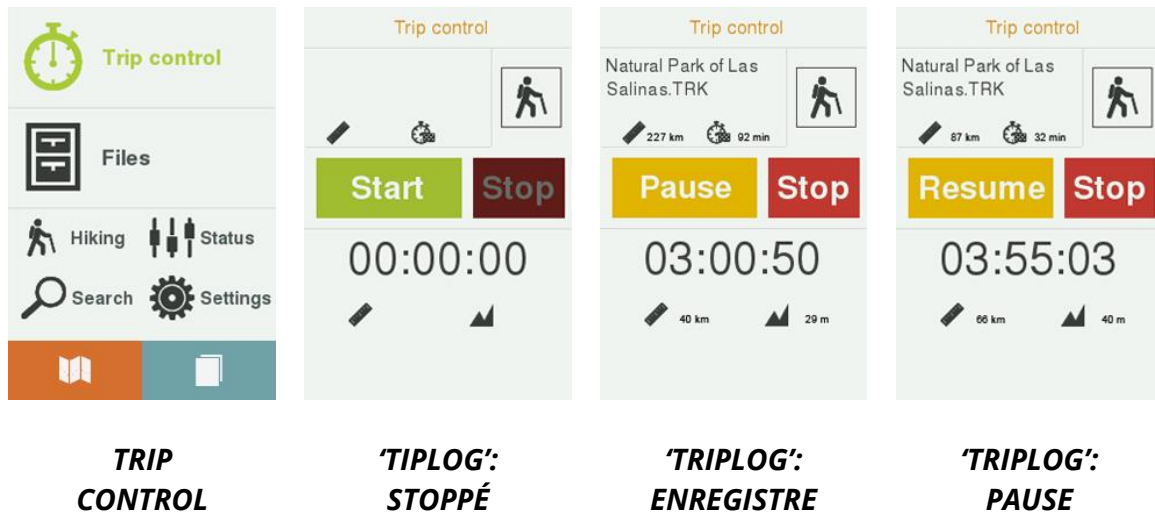 Trip control
Files
Hiking
Status
Search
Settings
Trip control
Start
Stop
00:00:00
Trip control
Natural Park of Las
Salinas.TRK
227 km
92 min
Pause
Stop
03:00:50
40 km
29 m
Trip control
Natural Park of Las
Salinas.TRK
87 km
32 min
Resume
Stop
03:55:03
66 km
40 m
TRIP
CONTROL
‘TIPLOG’:
STOPPÉ
‘TRIPLOG’:
ENREGISTRE
‘TRIPLOG’:
PAUSE